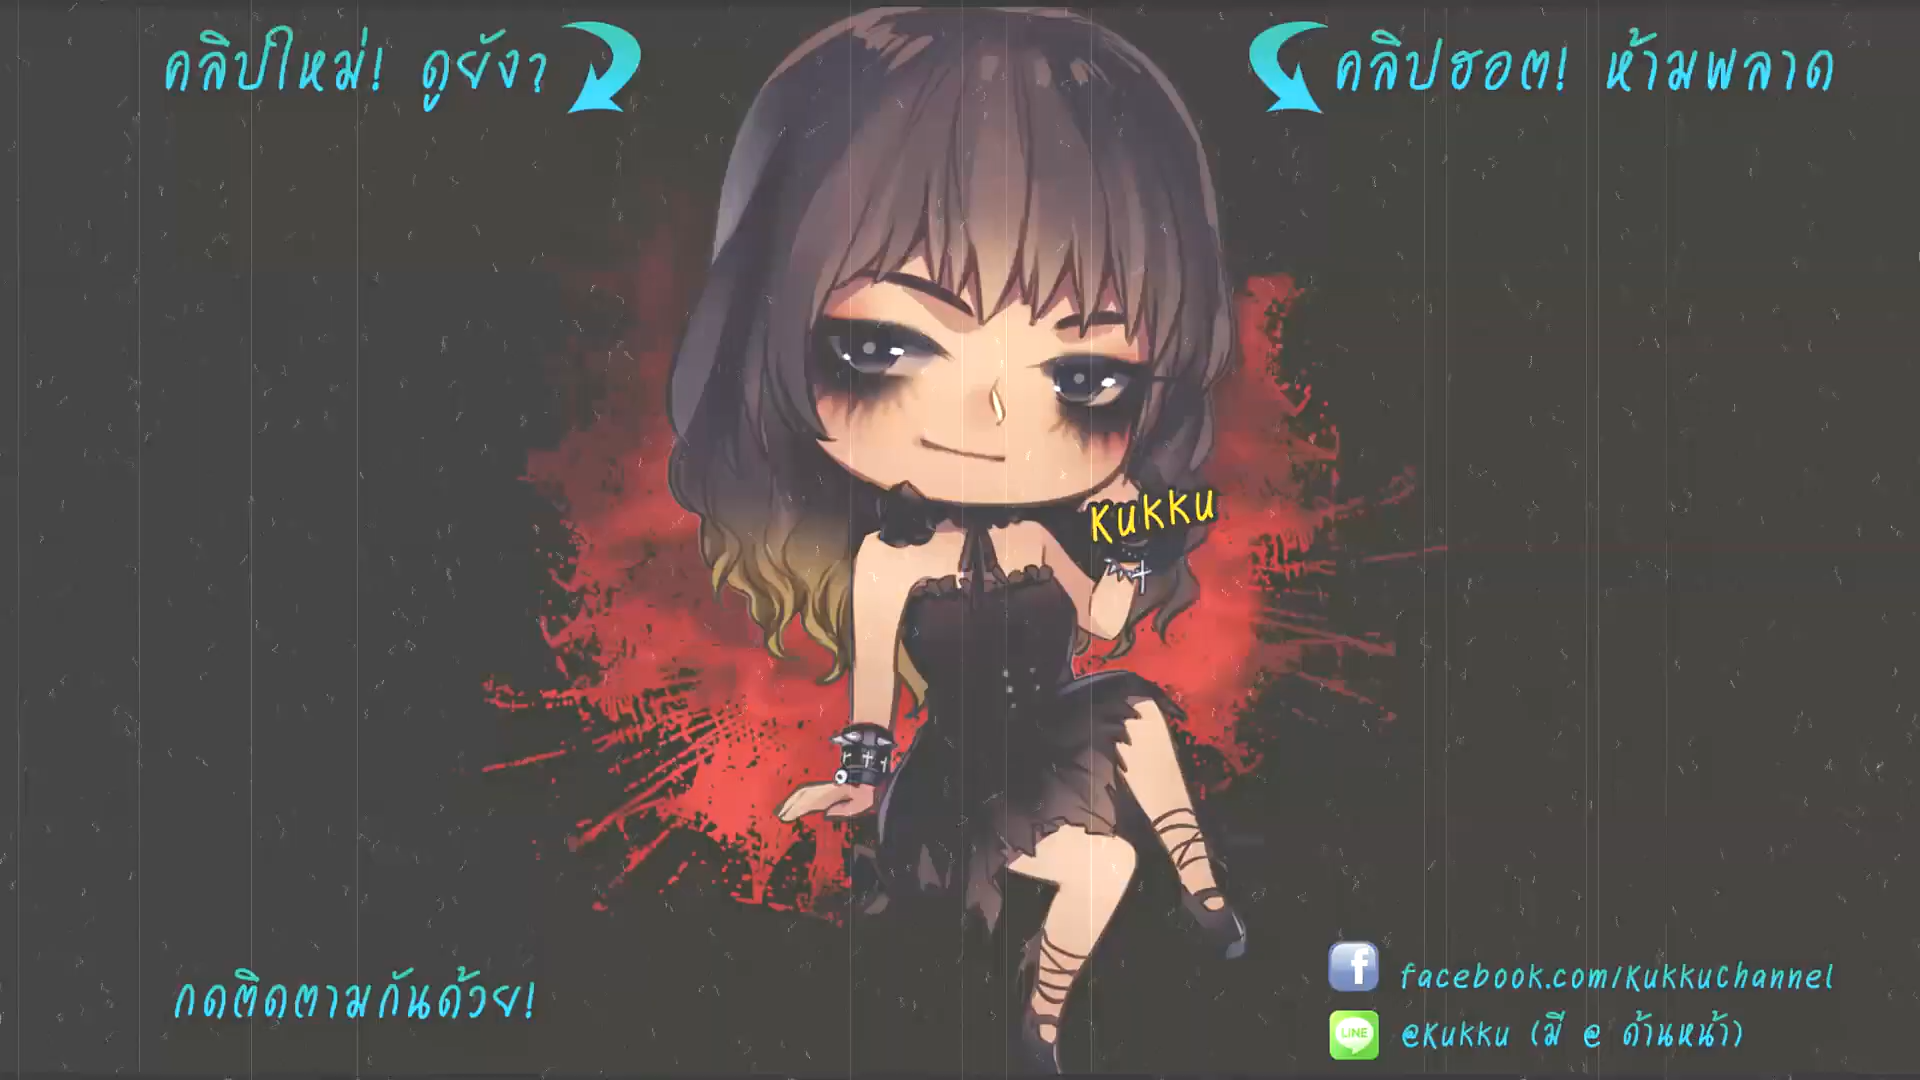 คลิปใหม่! ดูยัง?
คลิปฮอต! ห้ามพลาด
Kukku
กดติดตามกันด้วย!
facebook.com/KukkuChannel
LINE
@Kukku (มี @ ด้านหน้า)